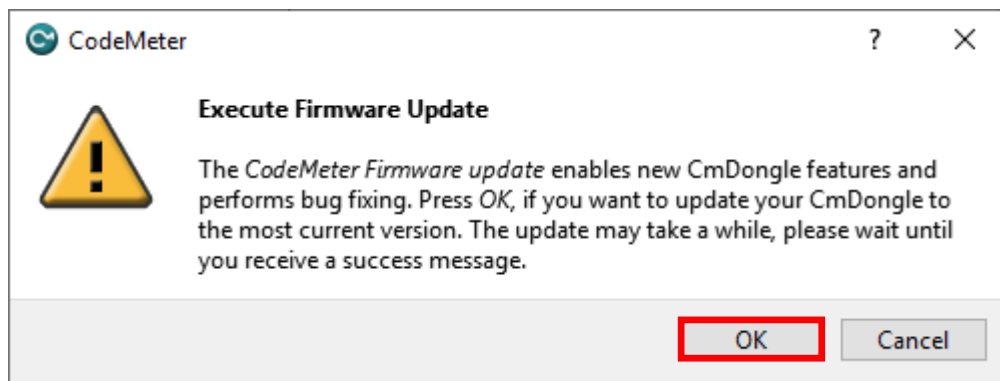 CodeMeter ?
Execute Firmware Update
The CodeMeter Firmware update enables new CmDongle features and
performs bug fixing. Press OK, if you want to update your CmDongle to
the most current version. The update may take a while, please wait until
you receive a success message.
OK Cancel